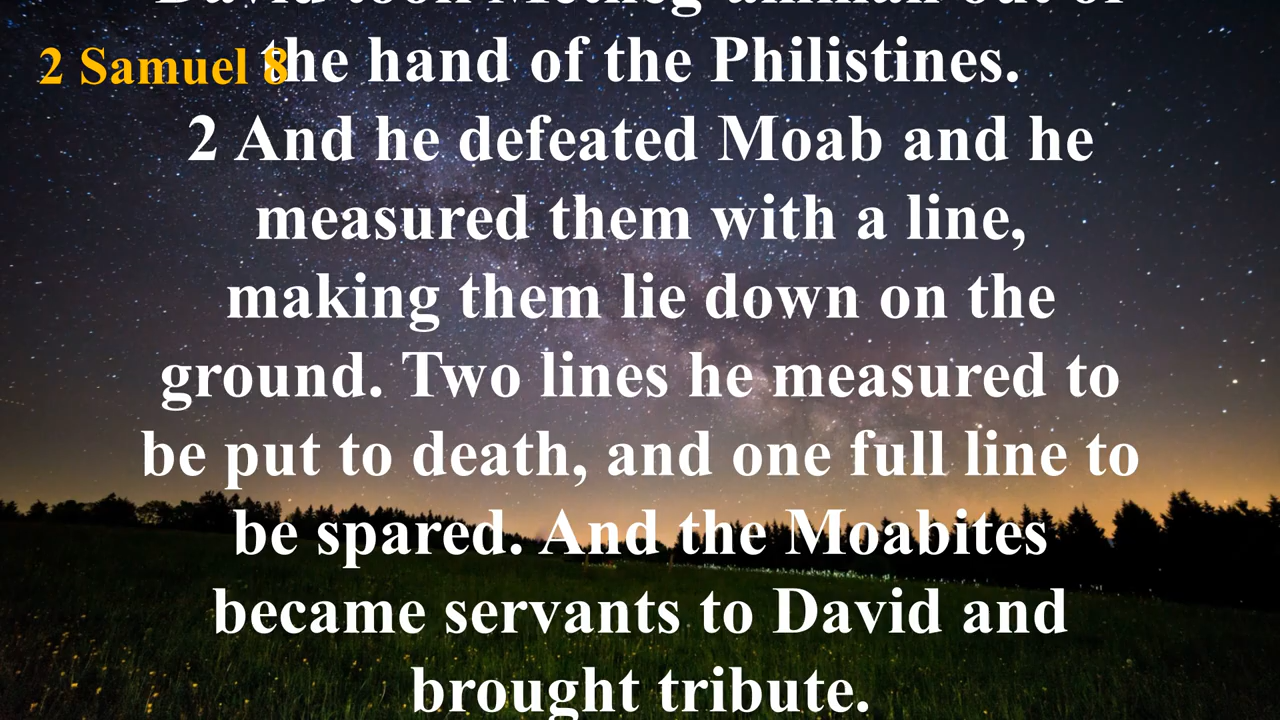 2 Samuel 8
the hand of the Philistines.
2 And he defeated Moab and he
measured them with a line,
making them lie down on the
ground. Two lines he measured to
be put to death, and one full line to
be spared. And the Moabites
became servants to David and
brought tribute.